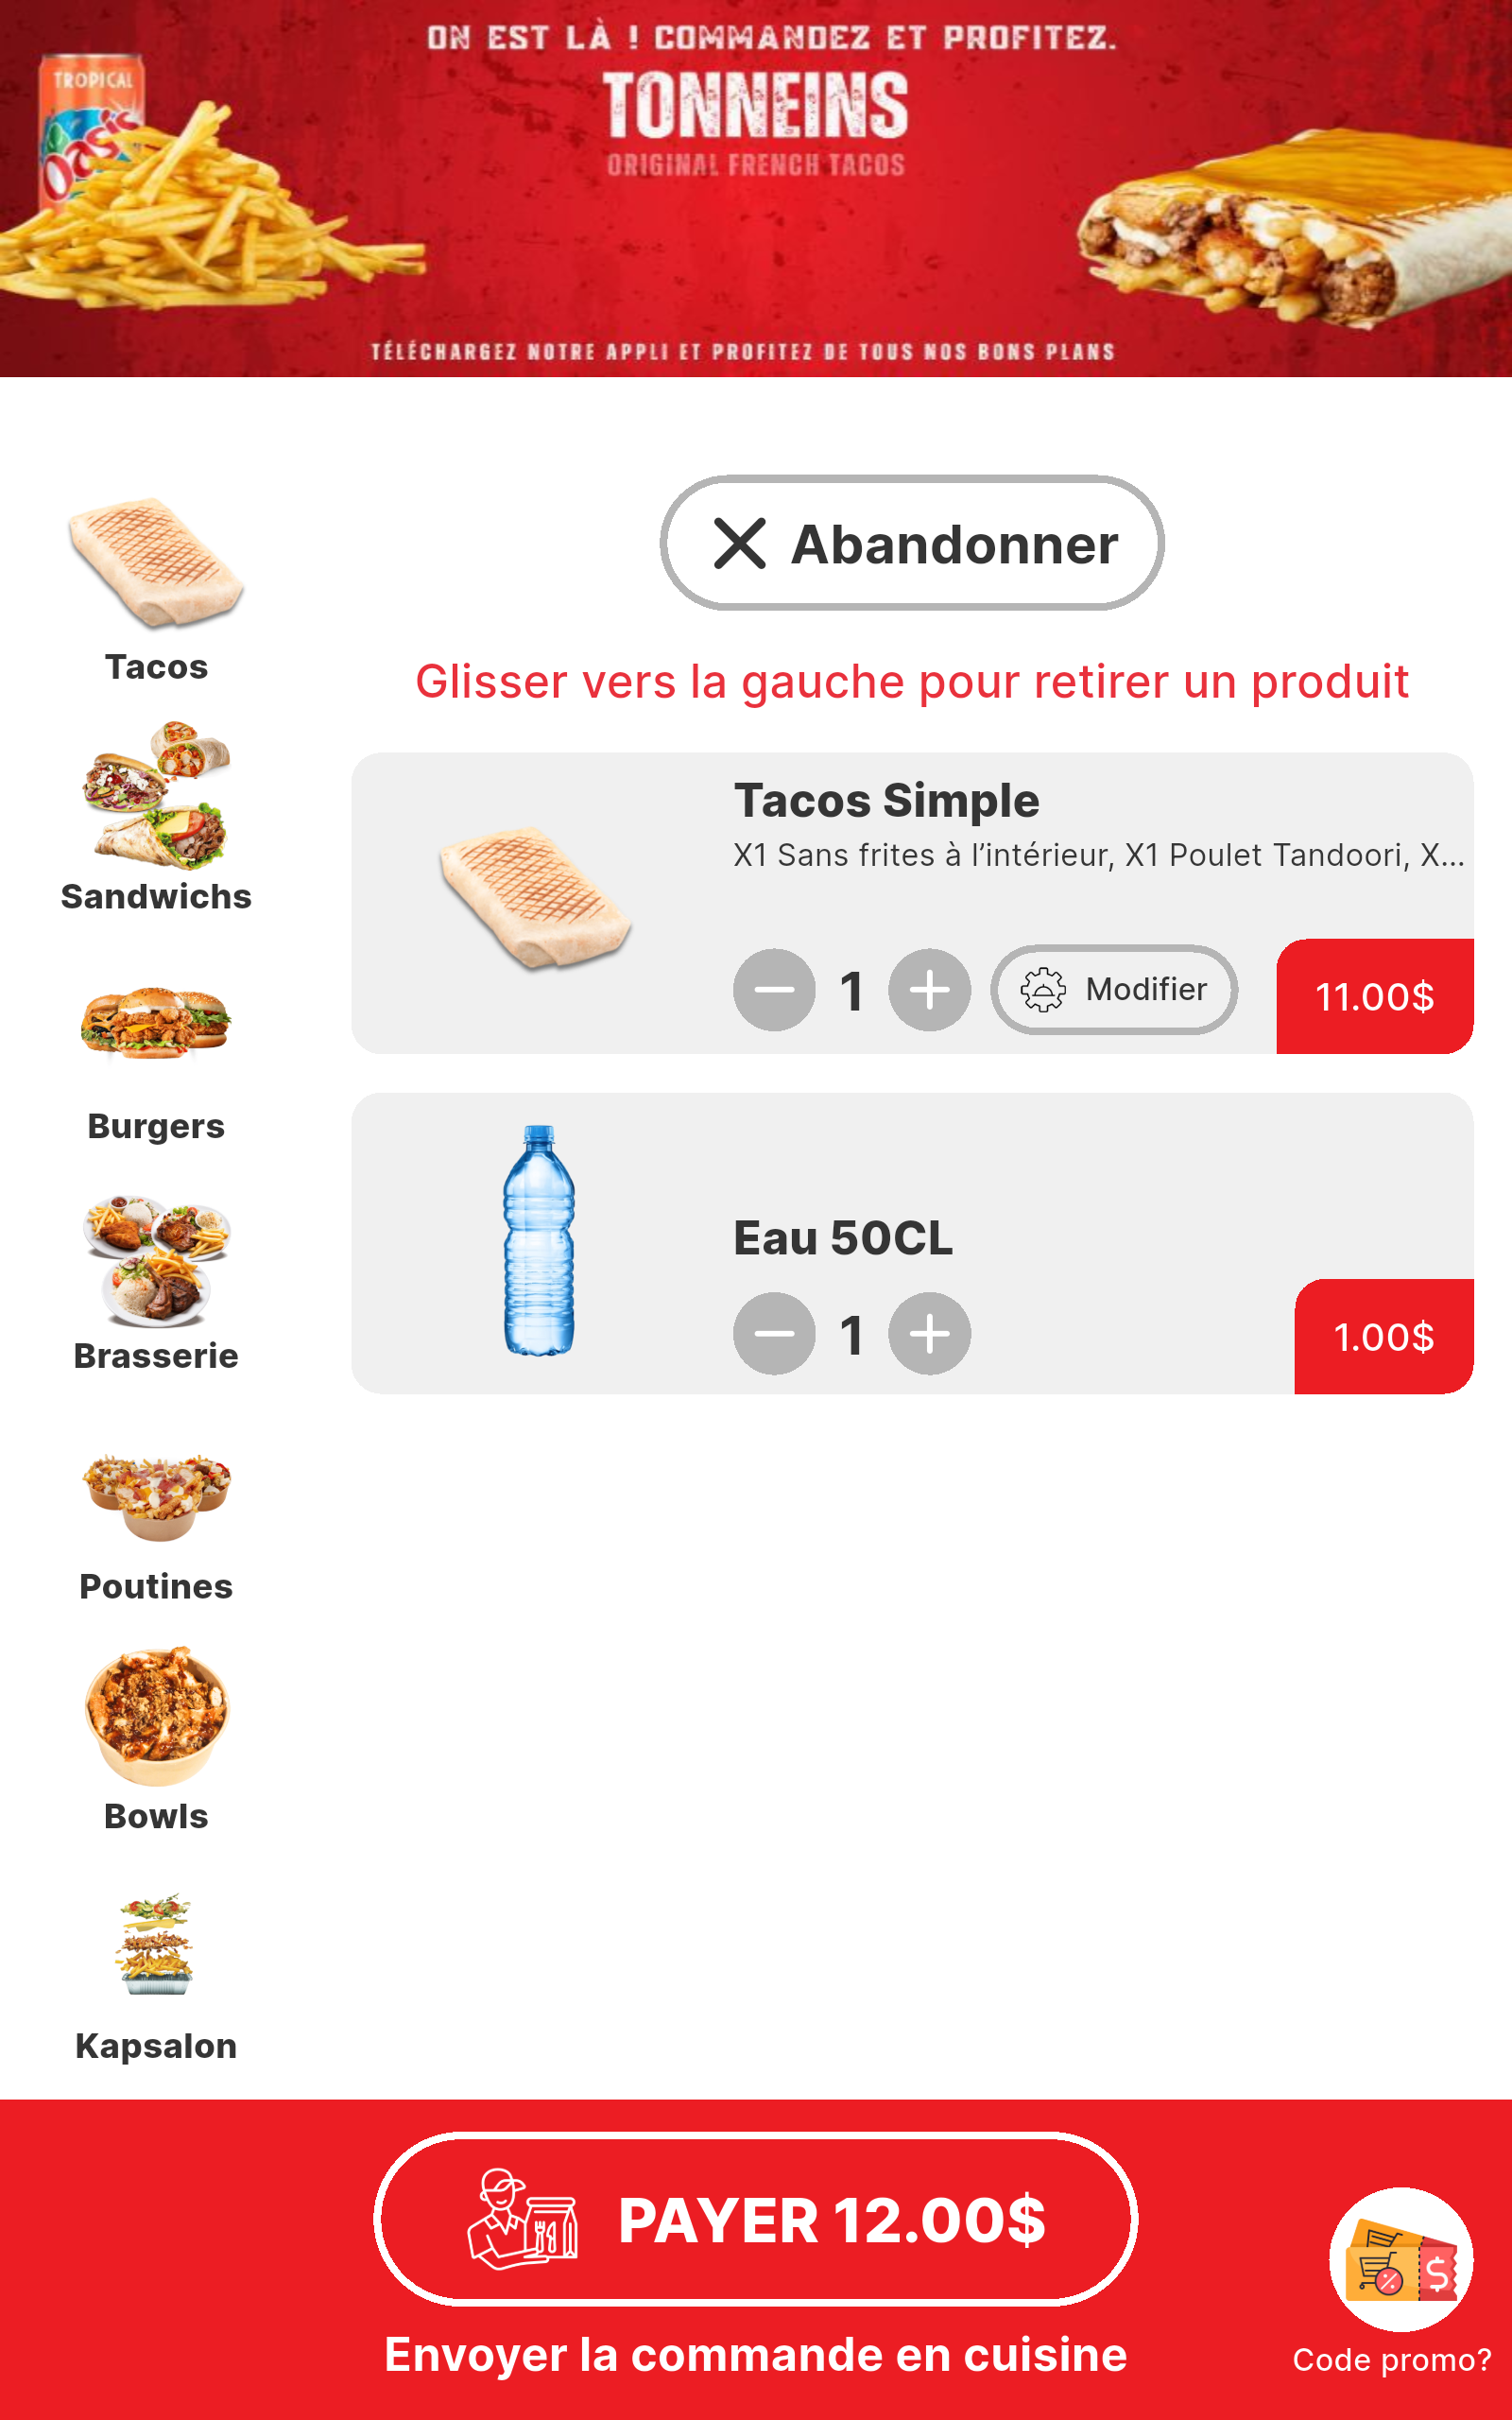 ON EST LÀ ! COMMANDEZ ET PROFITEZ.
TONNEINS
ORIGINAL FRENCH TACOS
TROPICAL
Oasis
TÉLÉCHARGEZ NOTRE APPLI ET PROFITEZ DE TOUS NOS BONS PLANS
Abandonner
Glisser vers la gauche pour retirer un produit
Tacos
Sandwichs
Burgers
Brasserie
Poutines
Bowls
Kapsalon
Tacos Simple
X1 Sans frites à l’intérieur, X1 Poulet Tandoori, X...
1
Modifier
11.00$
Eau 50CL
1
1.00$
PAYER 12.00$
Envoyer la commande en cuisine
Code promo?